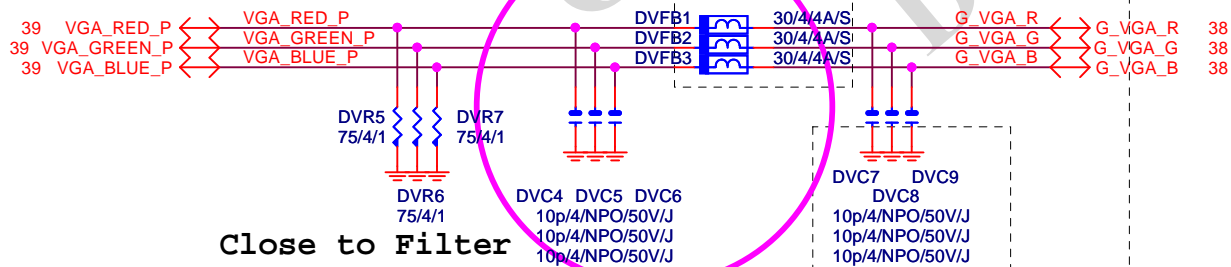 39 VGA_RED_P VGA_RED_P DVFB1 30/4/4A/S G_VGA_R G_VGA_R 38
39 VGA_GREEN_P VGA_GREEN_P DVFB2 30/4/4A/S G_VGA_G G_VGA_G 38
39 VGA_BLUE_P VGA_BLUE_P DVFB3 30/4/4A/S G_VGA_B G_VGA_B 38
DVR5 DVR7
75/4/1 75/4/1
DVC7 DVC9
DVR6 DVC4 DVC5 DVC6 DVC8
75/4/1 10p/4/NPO/50V/J 10p/4/NPO/50V/J
Close to Filter 10p/4/NPO/50V/J 10p/4/NPO/50V/J
10p/4/NPO/50V/J 10p/4/NPO/50V/J